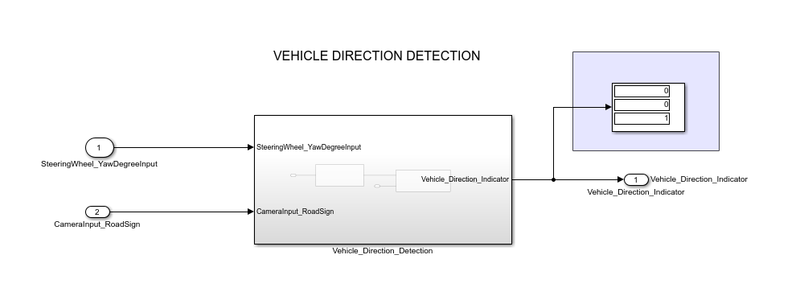 VEHICLE DIRECTION DETECTION
0
0
1
1
SteeringWheel_YawDegreeInput
SteeringWheel_YawDegreeInput
Vehicle_Direction_Indicator
1
Vehicle_Direction_Indicator
Vehicle_Direction_Indicator
2
CameraInput_RoadSign
CameraInput_RoadSign
Vehicle_Direction_Detection